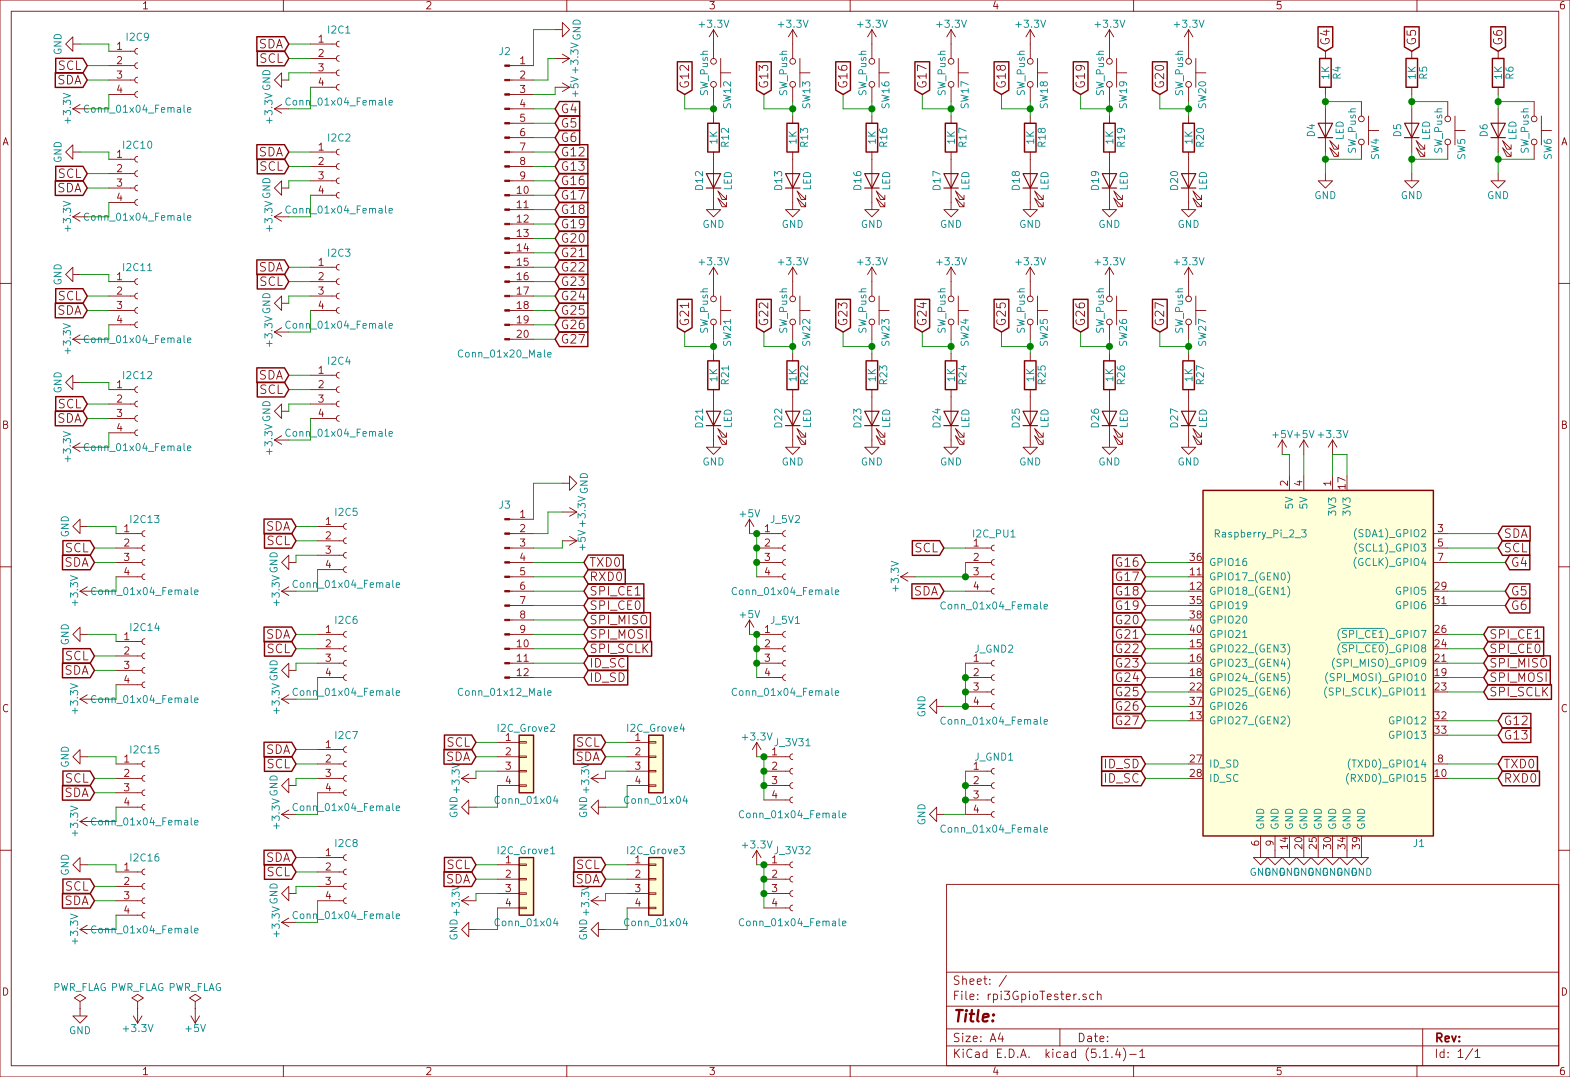 1 2 3 4 5 6
A B C D
I2C9
GND
SCL
SDA
+3.3V
1
2
3
4
Conn_01x04_Female
I2C10
GND
SCL
SDA
+3.3V
1
2
3
4
Conn_01x04_Female
I2C11
GND
SCL
SDA
+3.3V
1
2
3
4
Conn_01x04_Female
I2C12
GND
SCL
SDA
+3.3V
1
2
3
4
Conn_01x04_Female
I2C13
GND
SCL
SDA
+3.3V
1
2
3
4
Conn_01x04_Female
I2C14
GND
SCL
SDA
+3.3V
1
2
3
4
Conn_01x04_Female
I2C15
GND
SCL
SDA
+3.3V
1
2
3
4
Conn_01x04_Female
I2C16
GND
SCL
SDA
+3.3V
1
2
3
4
Conn_01x04_Female
PWR_FLAG PWR_FLAG PWR_FLAG
GND +3.3V +5V
I2C1
SDA
SCL
GND
+3.3V
1
2
3
4
Conn_01x04_Female
I2C2
SDA
SCL
GND
+3.3V
1
2
3
4
Conn_01x04_Female
I2C3
SDA
SCL
GND
+3.3V
1
2
3
4
Conn_01x04_Female
I2C4
SDA
SCL
GND
+3.3V
1
2
3
4
Conn_01x04_Female
I2C5
SDA
SCL
GND
+3.3V
1
2
3
4
Conn_01x04_Female
I2C6
SDA
SCL
GND
+3.3V
1
2
3
4
Conn_01x04_Female
I2C7
SDA
SCL
GND
+3.3V
1
2
3
4
Conn_01x04_Female
I2C8
SDA
SCL
GND
+3.3V
1
2
3
4
Conn_01x04_Female
J2
1 GND
2 +3.3V
3 +5V
4 G4
5 G5
6 G6
7 G12
8 G13
9 G16
10 G17
11 G18
12 G19
13 G20
14 G21
15 G22
16 G23
17 G24
18 G25
19 G26
20 G27
Conn_01x20_Male
J3
1 GND
2 +3.3V
3 +5V
4 TXD0
5 RXD0
6 SPI_CE1
7 SPI_CE0
8 SPI_MISO
9 SPI_MOSI
10 SPI_SCLK
11 ID_SC
12 ID_SD
Conn_01x12_Male
I2C_Grove2
SCL 1
SDA 2
+3.3V 3
GND 4
Conn_01x04
I2C_Grove4
SCL 1
SDA 2
+3.3V 3
GND 4
Conn_01x04
I2C_Grove1
SCL 1
SDA 2
+3.3V 3
GND 4
Conn_01x04
I2C_Grove3
SCL 1
SDA 2
+3.3V 3
GND 4
Conn_01x04
+3.3V G12 SW_Push SW12 1K R12 D12 LED GND
+3.3V G13 SW_Push SW13 1K R13 D13 LED GND
+3.3V G16 SW_Push SW16 1K R16 D16 LED GND
+3.3V G17 SW_Push SW17 1K R17 D17 LED GND
+3.3V G18 SW_Push SW18 1K R18 D18 LED GND
+3.3V G19 SW_Push SW19 1K R19 D19 LED GND
+3.3V G20 SW_Push SW20 1K R20 D20 LED GND
G4 1K R4 D4 LED SW_Push SW4 GND
G5 1K R5 D5 LED SW_Push SW5 GND
G6 1K R6 D6 LED SW_Push SW6 GND
+3.3V G21 SW_Push SW21 1K R21 D21 LED GND
+3.3V G22 SW_Push SW22 1K R22 D22 LED GND
+3.3V G23 SW_Push SW23 1K R23 D23 LED GND
+3.3V G24 SW_Push SW24 1K R24 D24 LED GND
+3.3V G25 SW_Push SW25 1K R25 D25 LED GND
+3.3V G26 SW_Push SW26 1K R26 D26 LED GND
+3.3V G27 SW_Push SW27 1K R27 D27 LED GND
+5V J_5V2
1
2
3
4
Conn_01x04_Female
+5V J_5V1
1
2
3
4
Conn_01x04_Female
+3.3V J_3V31
1
2
3
4
Conn_01x04_Female
+3.3V J_3V32
1
2
3
4
Conn_01x04_Female
I2C_PU1
SCL 1
2
+3.3V 3
SDA 4
Conn_01x04_Female
J_GND2
1
2
3
GND 4
Conn_01x04_Female
J_GND1
1
2
3
GND 4
Conn_01x04_Female
+5V +5V +3.3V
2 4 1 17
5V 5V 3V3 3V3
Raspberry_Pi_2_3
G16 36 GPIO16
G17 11 GPIO17_(GEN0)
G18 12 GPIO18_(GEN1)
G19 35 GPIO19
G20 38 GPIO20
G21 40 GPIO21
G22 15 GPIO22_(GEN3)
G23 16 GPIO23_(GEN4)
G24 18 GPIO24_(GEN5)
G25 22 GPIO25_(GEN6)
G26 37 GPIO26
G27 13 GPIO27_(GEN2)
ID_SD 27 ID_SD
ID_SC 28 ID_SC
(SDA1)_GPIO2 3 SDA
(SCL1)_GPIO3 5 SCL
(GCLK)_GPIO4 7 G4
GPIO5 29 G5
GPIO6 31 G6
(SPI_CE1)_GPIO7 26 SPI_CE1
(SPI_CE0)_GPIO8 24 SPI_CE0
(SPI_MISO)_GPIO9 21 SPI_MISO
(SPI_MOSI)_GPIO10 19 SPI_MOSI
(SPI_SCLK)_GPIO11 23 SPI_SCLK
GPIO12 32 G12
GPIO13 33 G13
(TXD0)_GPIO14 8 TXD0
(RXD0)_GPIO15 10 RXD0
GND GND GND GND GND GND GND GND
J1
6 9 14 20 25 30 34 39
GND GND GND GND GND GND GND GND
Sheet: /
File: rpi3GpioTester.sch
Title:
Size: A4 Date: Rev:
KiCad E.D.A. kicad (5.1.4)-1 Id: 1/1
1 2 3 4 5 6
A B C D